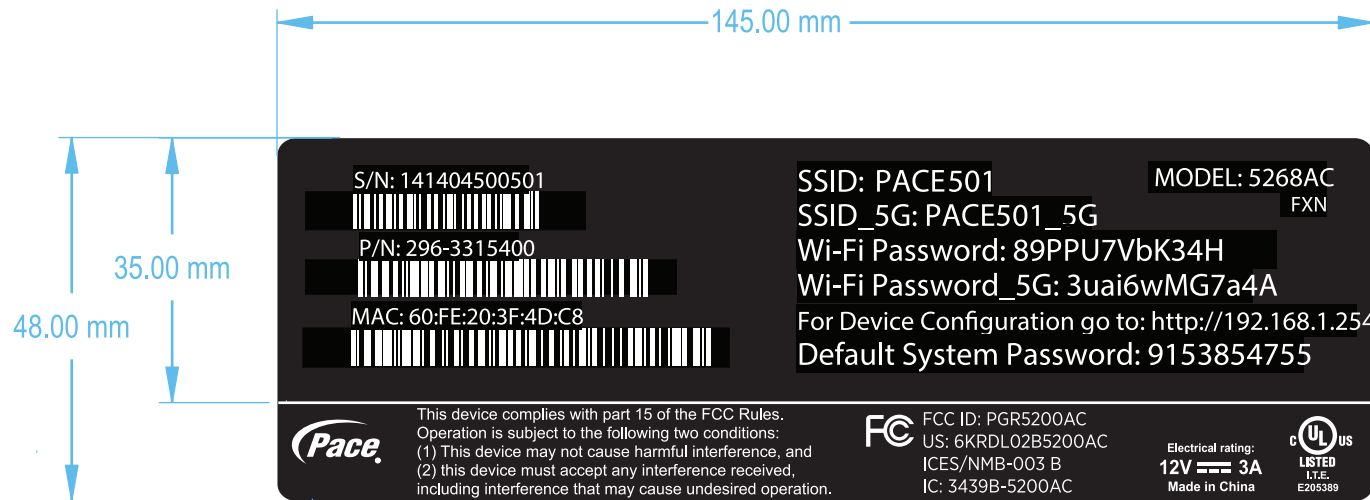 145.00 mm
48.00 mm
35.00 mm
S/N: 141404500501
P/N: 296-3315400
MAC: 60:FE:20:3F:4D:C8
SSID: PACE501
SSID_5G: PACE501_5G
Wi-Fi Password: 89PPU7VbK34H
Wi-Fi Password_5G: 3uai6wMG7a4A
For Device Configuration go to: http://192.168.1.254
Default System Password: 9153854755
MODEL: 5268AC
FXN
Pace
This device complies with part 15 of the FCC Rules.
Operation is subject to the following two conditions:
(1) This device may not cause harmful interference, and
(2) this device must accept any interference received,
including interference that may cause undesired operation.
FC
FCC ID: PGR5200AC
US: 6KRDL02B5200AC
ICES/NMB-003 B
IC: 3439B-5200AC
Electrical rating:
12V 3A
Made in China
C UL US
LISTED
I.T.E.
E205389